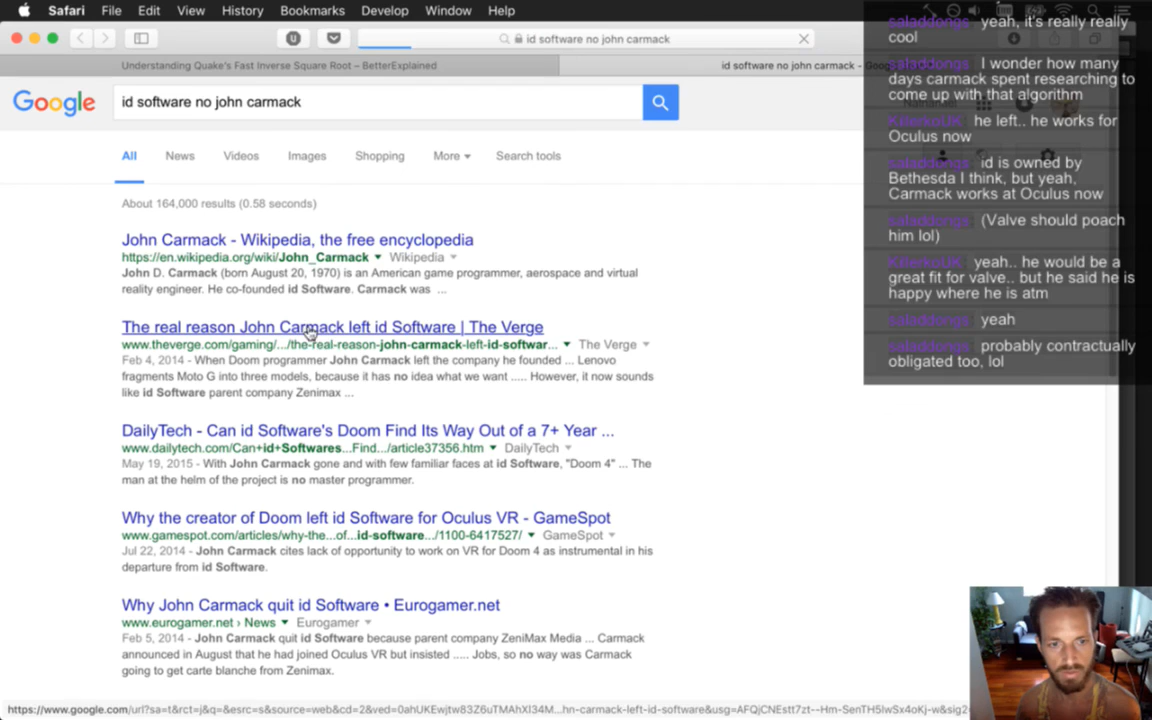 Safari File Edit View History Bookmarks Develop Window Help
id software no john carmack
Understanding Quake's Fast Inverse Square Root – BetterExplained
id software no john carmack - Goog
Google
id software no john carmack
All News Videos Images Shopping More Search tools
About 164,000 results (0.58 seconds)
John Carmack - Wikipedia, the free encyclopedia
https://en.wikipedia.org/wiki/John_Carmack Wikipedia
John D. Carmack (born August 20, 1970) is an American game programmer, aerospace and virtual
reality engineer. He co-founded id Software. Carmack was ...
The real reason John Carmack left id Software | The Verge
www.theverge.com/gaming/.../the-real-reason-john-carmack-left-id-softwar... The Verge
Feb 4, 2014 - When Doom programmer John Carmack left the company he founded ... Lenovo
fragments Moto G into three models, because it has no idea what we want ..... However, it now sounds
like id Software parent company Zenimax ...
DailyTech - Can id Software's Doom Find Its Way Out of a 7+ Year ...
www.dailytech.com/Can+id+Softwares...Find.../article37356.htm DailyTech
May 19, 2015 - With John Carmack gone and with few familiar faces at id Software, "Doom 4" ... The
man at the helm of the project is no master programmer.
Why the creator of Doom left id Software for Oculus VR - GameSpot
www.gamespot.com/articles/why-the...of...id-software.../1100-6417527/ GameSpot
Jul 22, 2014 - John Carmack cites lack of opportunity to work on VR for Doom 4 as instrumental in his
departure from id Software.
Why John Carmack quit id Software • Eurogamer.net
www.eurogamer.net › News Eurogamer
Feb 5, 2014 - John Carmack quit id Software because parent company ZeniMax Media ... Carmack
announced in August that he had joined Oculus VR but insisted ..... Jobs, so no way was Carmack
going to get carte blanche from Zenimax.
saladdongs yeah, it's really really
cool
saladdongs I wonder how many
days carmack spent researching to
come up with that algorithm
KillerkoUK he left.. he works for
Oculus now
saladdongs id is owned by
Bethesda I think, but yeah,
Carmack works at Oculus now
saladdongs (Valve should poach
him lol)
KillerkoUK yeah.. he would be a
great fit for valve.. but he said he is
happy where he is atm
saladdongs yeah
saladdongs probably contractually
obligated too, lol